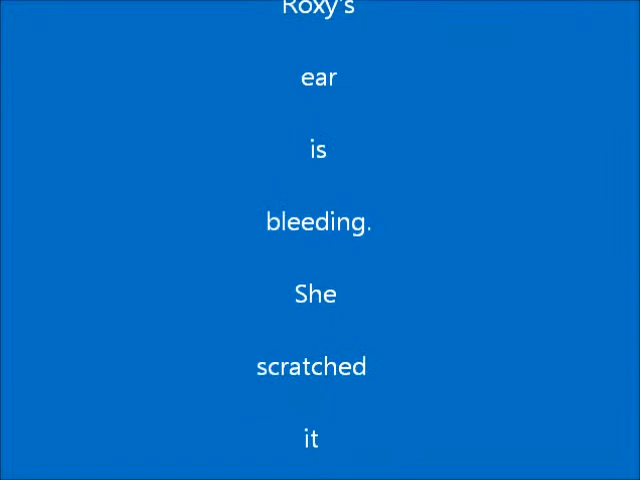 Roxy's
ear
is
bleeding.
She
scratched
it